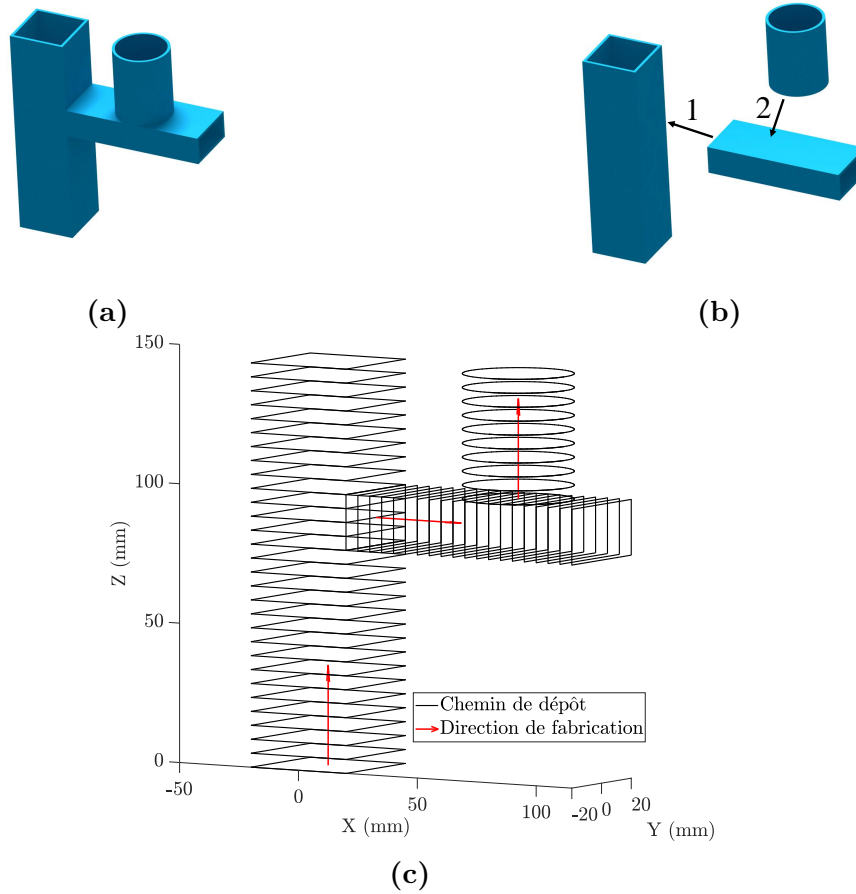 1
2
(a)
(b)
150
100
50
0
Z (mm)
Chemin de dépôt
Direction de fabrication
-50
0
50
100
X (mm)
-20
0
20
Y (mm)
(c)